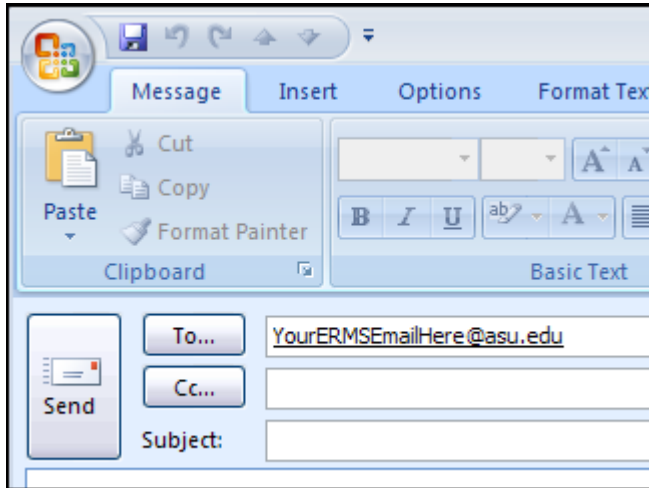 Message Insert Options Format Tex
Cut
Copy
Paste
Format Painter
B I U ab A
A A
Clipboard
Basic Text
To...
YourERMSEmailHere@asu.edu
Cc...
Send
Subject: